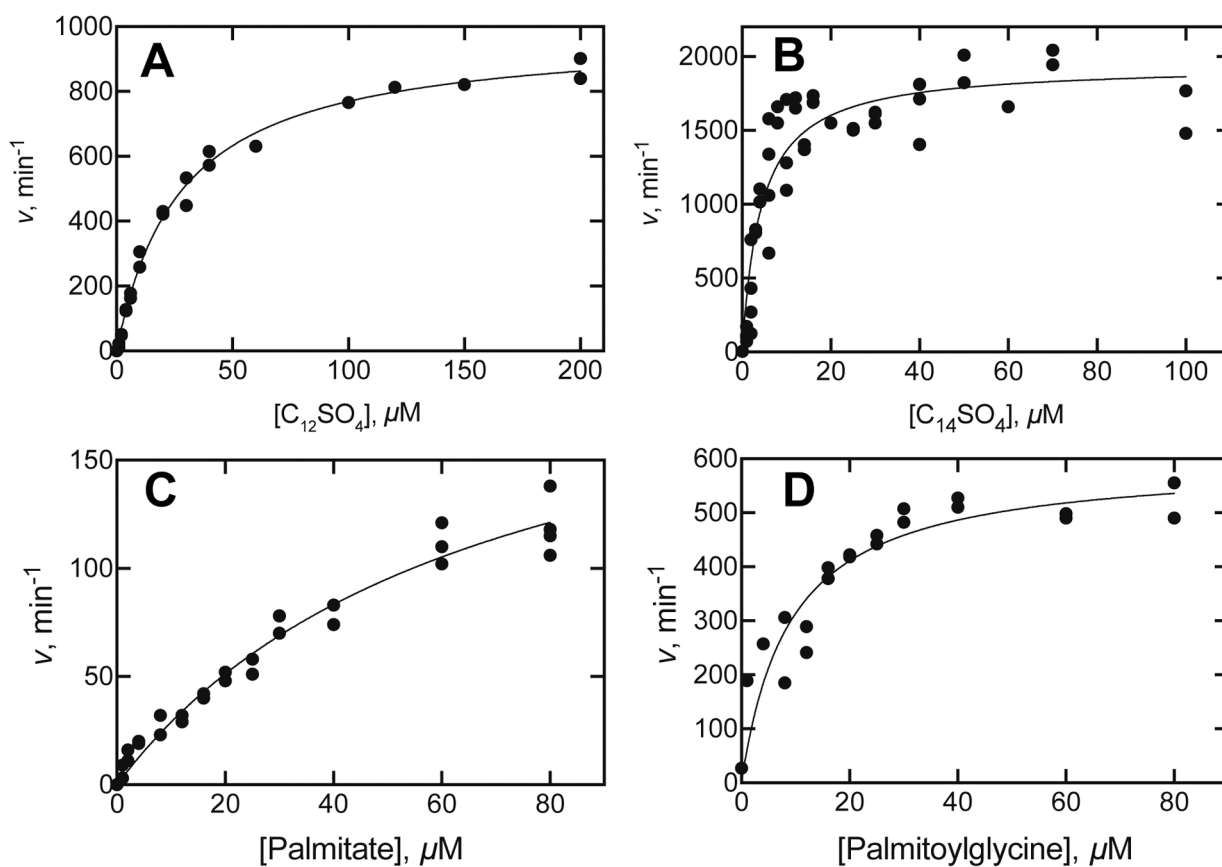 A
1000
800
600
400
200
0
v, min⁻¹
0 50 100 150 200
[C₁₂SO₄], μM
B
2000
1500
1000
500
0
v, min⁻¹
0 20 40 60 80 100
[C₁₄SO₄], μM
C
150
100
50
0
v, min⁻¹
0 20 40 60 80
[Palmitate], μM
D
600
500
400
300
200
100
0
v, min⁻¹
0 20 40 60 80
[Palmitoylglycine], μM